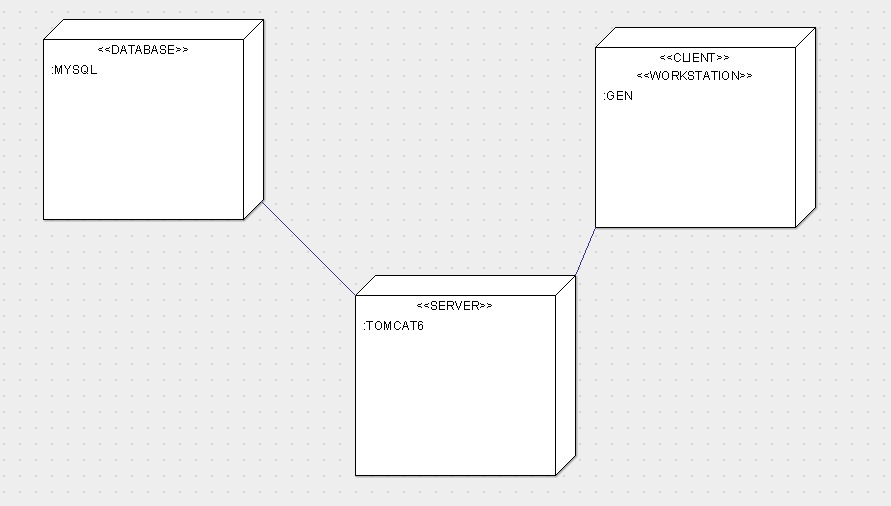 <<DATABASE>>
:MYSQL
<<CLIENT>>
<<WORKSTATION>>
:GEN
<<SERVER>>
:TOMCAT6